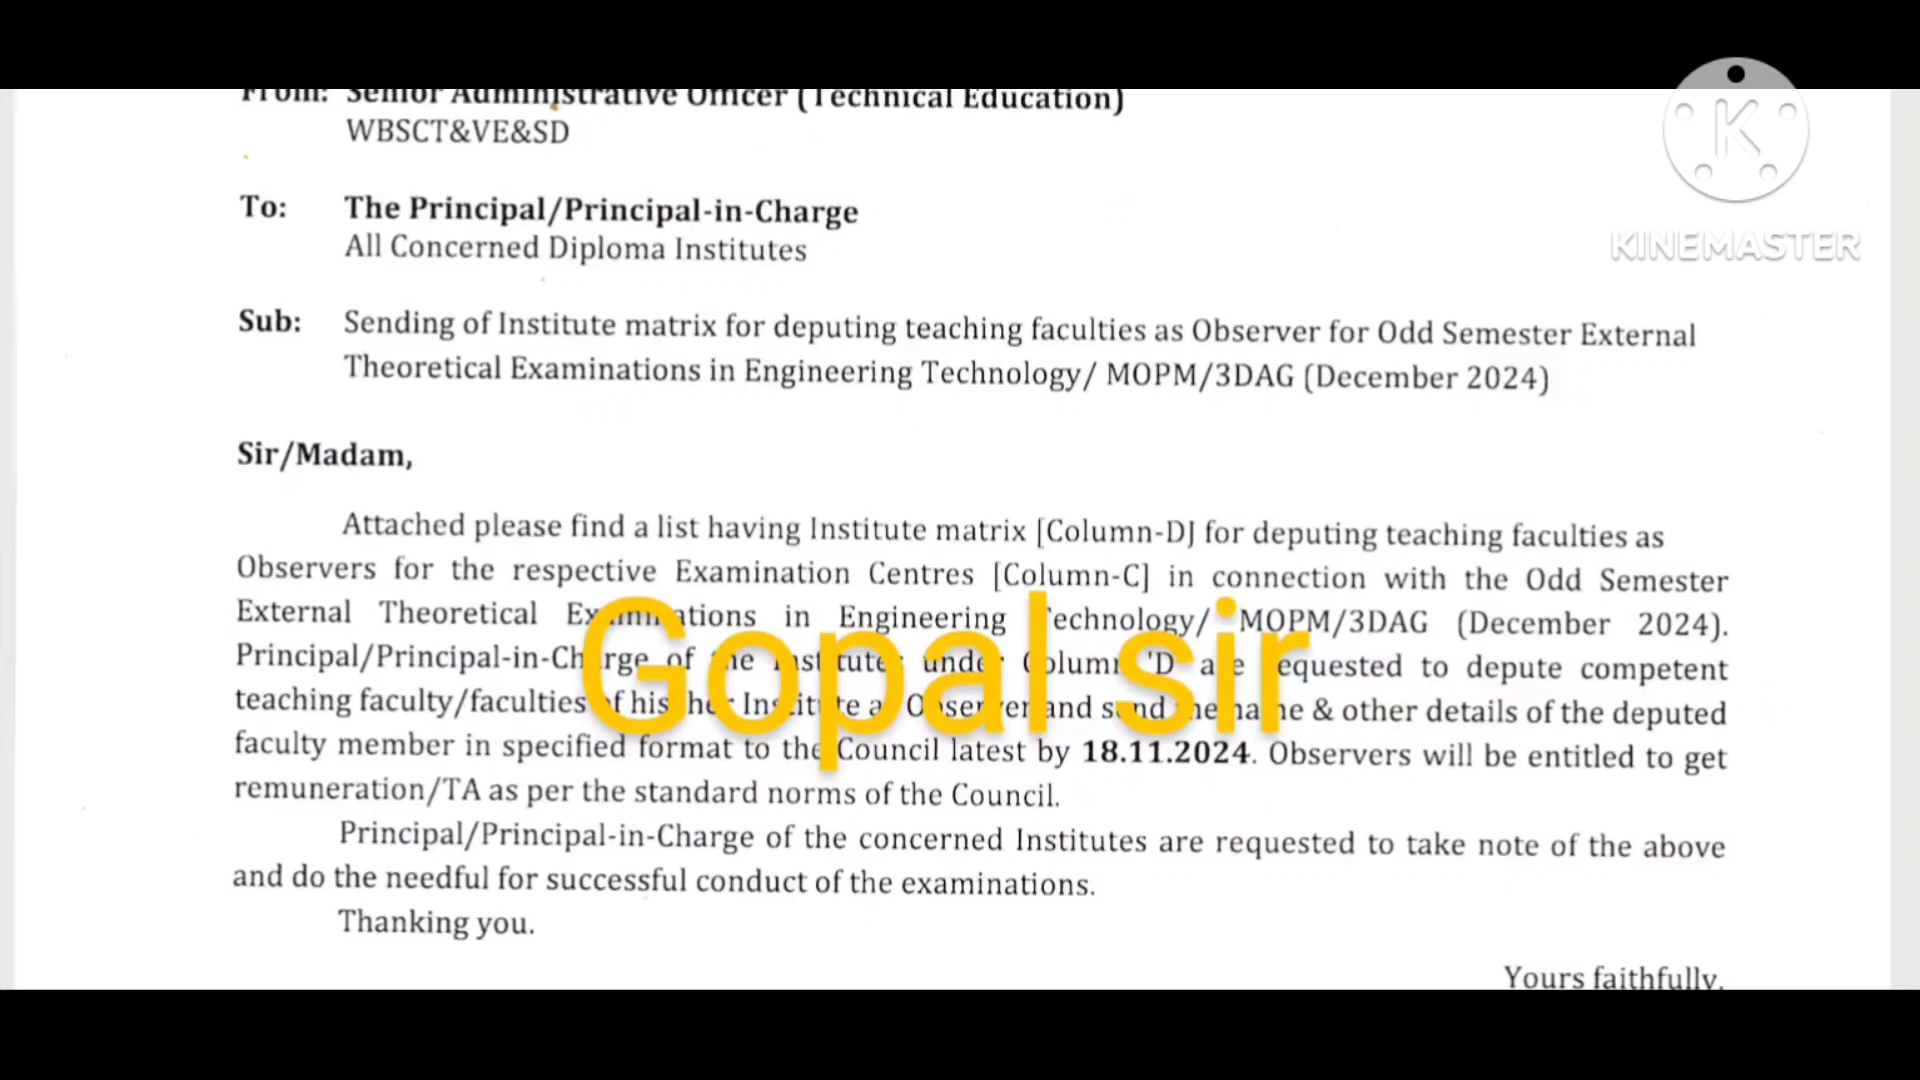 From: Senior Administrative Officer (Technical Education)
WBSCT&VE&SD
KINEMASTER
To: The Principal/Principal-in-Charge
All Concerned Diploma Institutes
Sub: Sending of Institute matrix for deputing teaching faculties as Observer for Odd Semester External
Theoretical Examinations in Engineering Technology/ MOPM/3DAG (December 2024)
Sir/Madam,
Attached please find a list having Institute matrix [Column-D] for deputing teaching faculties as
Observers for the respective Examination Centres [Column-C] in connection with the Odd Semester
External Theoretical Examinations in Engineering Technology/ MOPM/3DAG (December 2024).
Principal/Principal-in-Charge of the Institutes under Column 'D' are requested to depute competent
teaching faculty/faculties of his/her Institute as Observer and send the name & other details of the deputed
faculty member in specified format to the Council latest by 18.11.2024. Observers will be entitled to get
remuneration/TA as per the standard norms of the Council.
Principal/Principal-in-Charge of the concerned Institutes are requested to take note of the above
and do the needful for successful conduct of the examinations.
Thanking you.
Yours faithfully,
Gopal sir